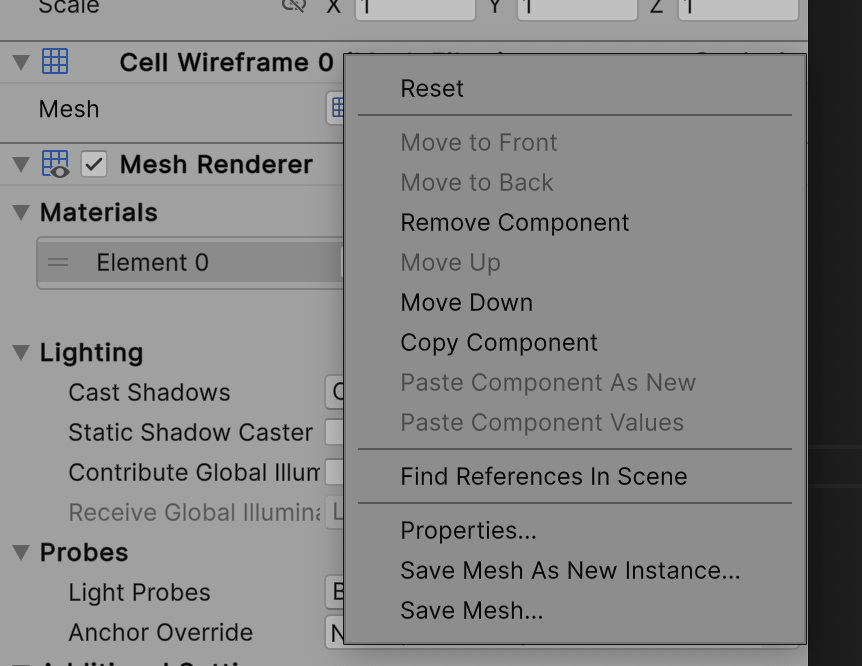 Scale X 1 Y 1 Z 1
Cell Wireframe 0
Mesh
Mesh Renderer
Materials
Element 0
Lighting
Cast Shadows
Static Shadow Caster
Contribute Global Illum
Receive Global Illumina
Probes
Light Probes
Anchor Override
Reset
Move to Front
Move to Back
Remove Component
Move Up
Move Down
Copy Component
Paste Component As New
Paste Component Values
Find References In Scene
Properties...
Save Mesh As New Instance...
Save Mesh...